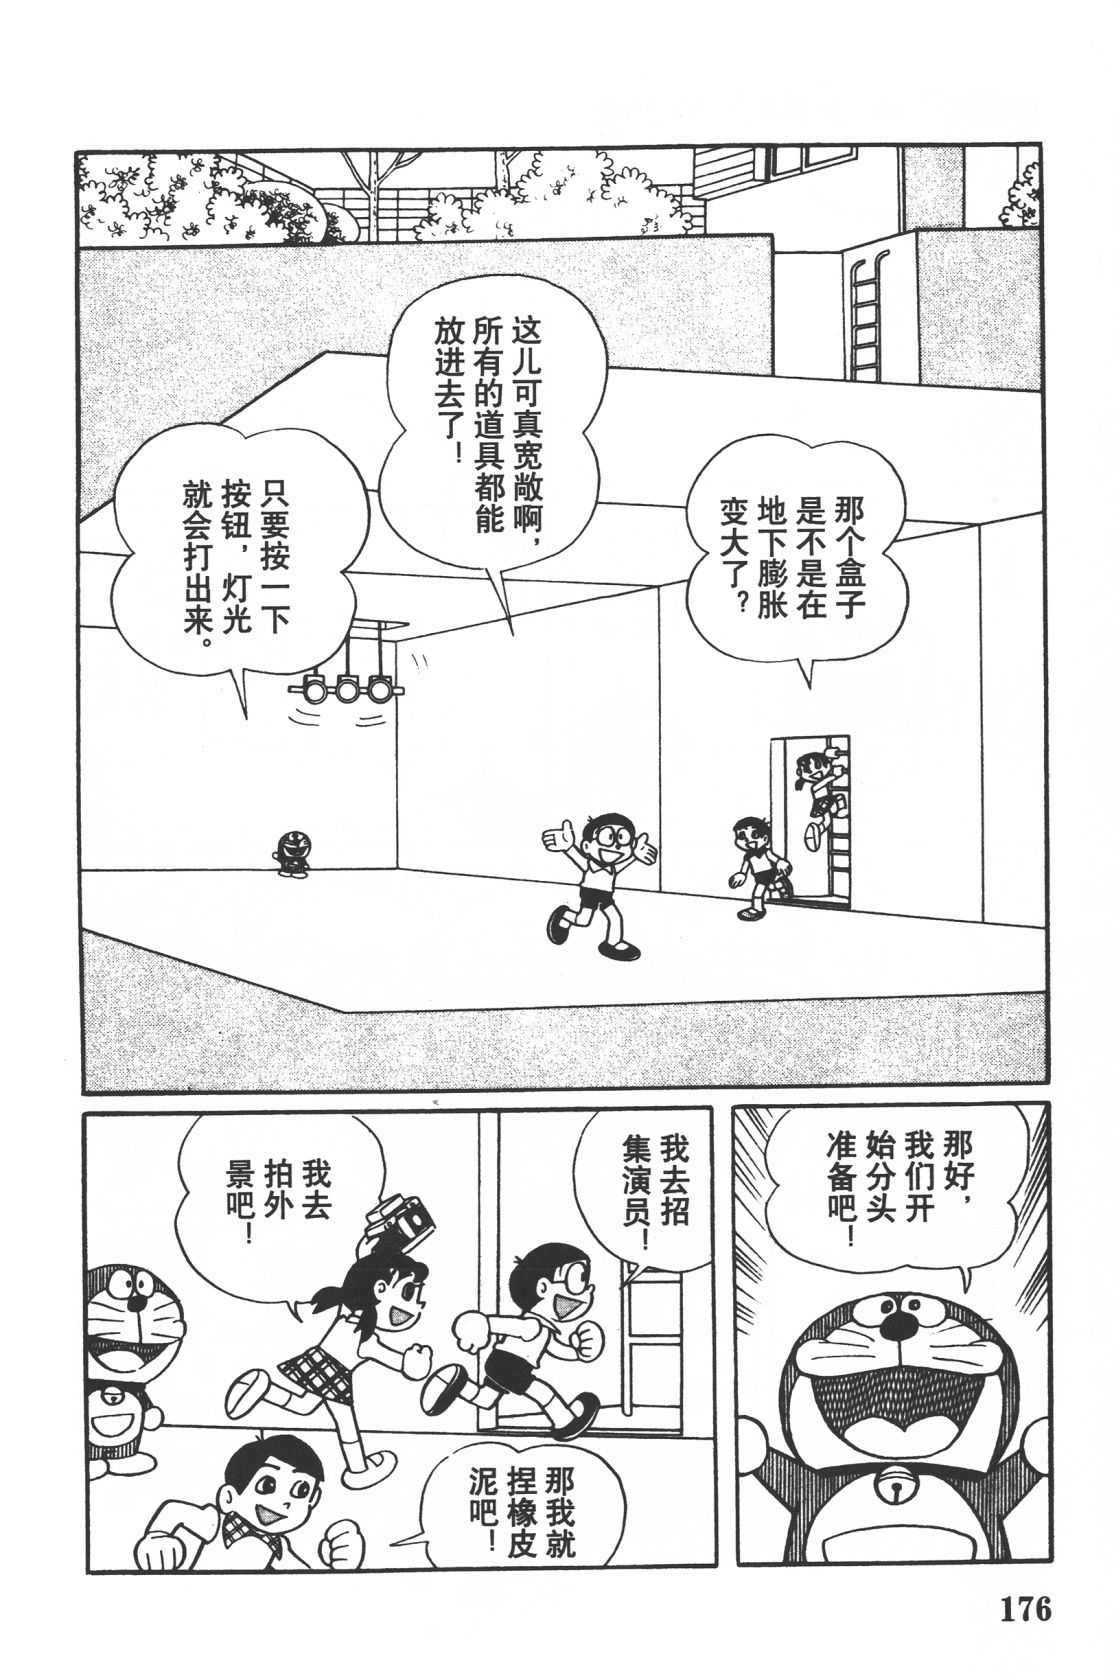 那个盒子
是不是在
地下膨胀
变大了？
这儿可真宽敞啊，
所有的道具都能
放进去了！
只要按一下
按钮，灯光
就会打出来。
那好，
我们开
始分头
准备吧！
我去招
集演员！
我去
拍外
景吧！
那我就
捏橡皮
泥吧！
176